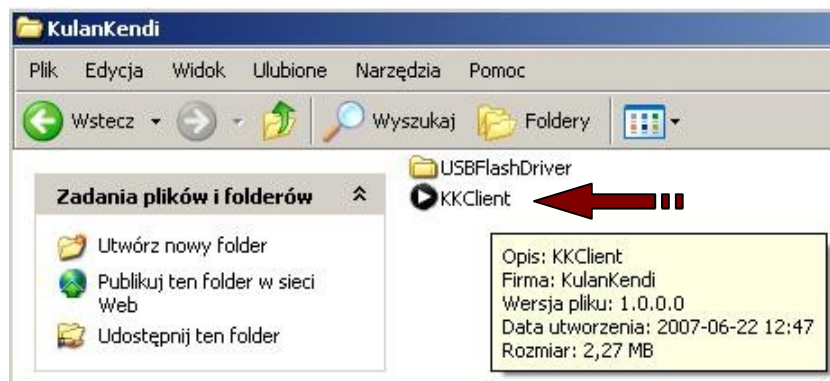 KulanKendi
Plik Edycja Widok Ulubione Narzędzia Pomoc
Wstecz Wyszukaj Foldery
Zadania plików i folderów
Utwórz nowy folder
Publikuj ten folder w sieci
Web
Udostępnij ten folder
USBFlashDriver
KKClient
Opis: KKClient
Firma: KulanKendi
Wersja pliku: 1.0.0.0
Data utworzenia: 2007-06-22 12:47
Rozmiar: 2,27 MB